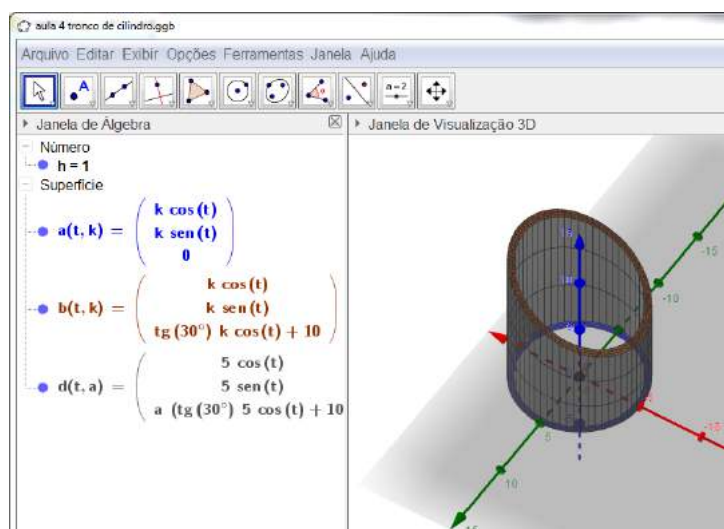 aula 4 tronco de cilindro.ggb
Arquivo Editar Exibir Opções Ferramentas Janela Ajuda
A
a=2
Janela de Álgebra
Janela de Visualização 3D
Número
h = 1
Superfície
a(t, k) = ( k cos(t)
k sen(t)
0 )
b(t, k) = ( k cos(t)
k sen(t)
tg(30°) k cos(t) + 10 )
d(t, a) = ( 5 cos(t)
5 sen(t)
a (tg(30°) 5 cos(t) + 10
-15
-10
10
5
-15
10